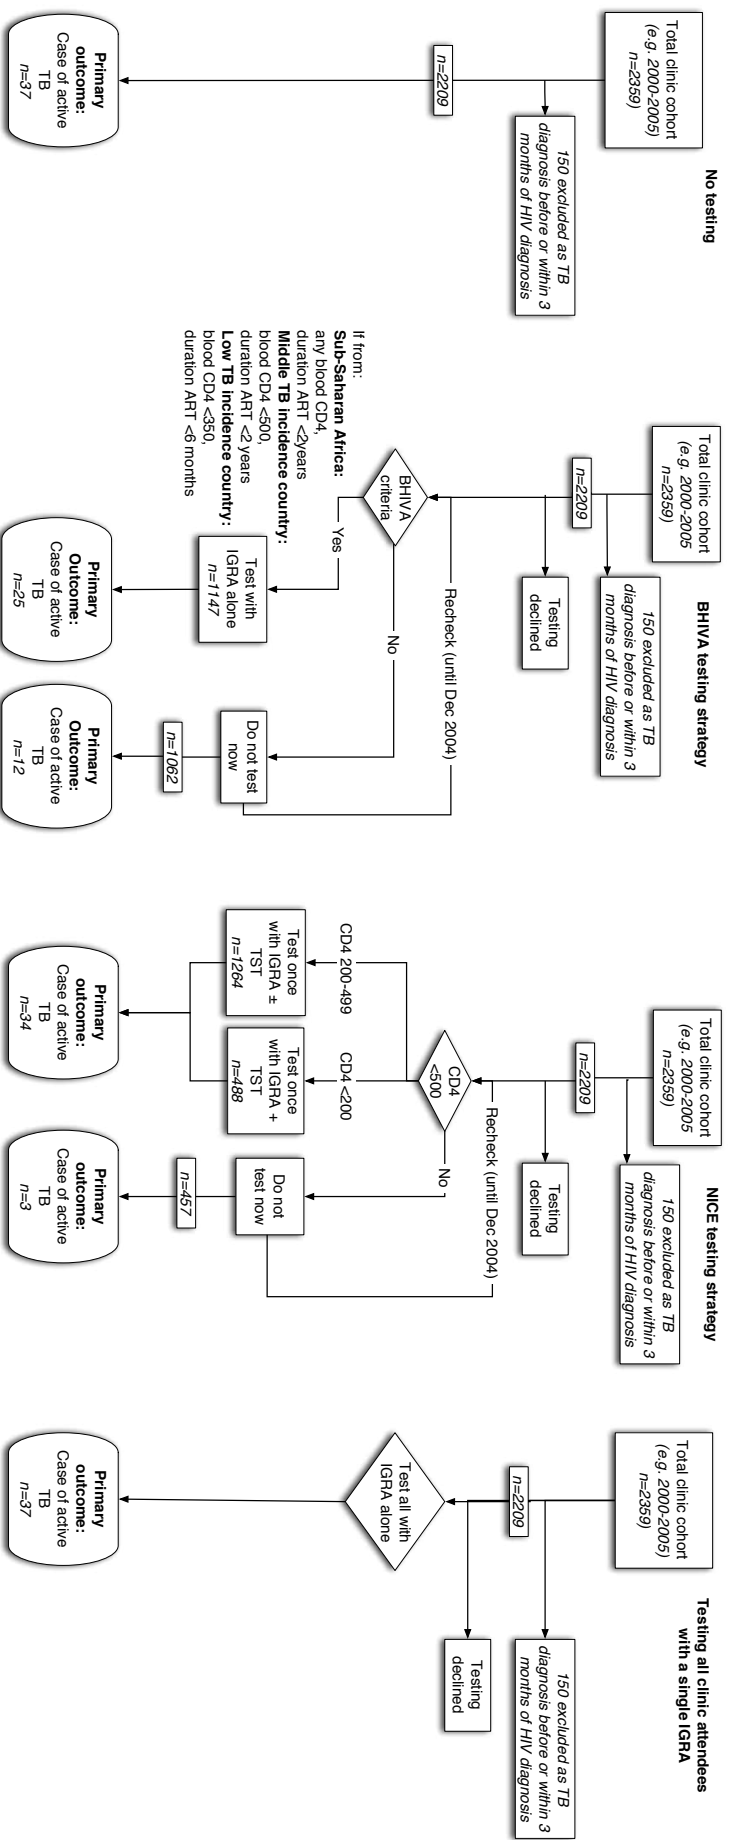 No testing
Total clinic cohort
(e.g. 2000-2005)
n=2359)
150 excluded as TB
diagnosis before or within 3
months of HIV diagnosis
n=2209
Primary
outcome:
Case of active
TB
n=37
BHIVA testing strategy
Total clinic cohort
(e.g. 2000-2005
n=2359)
150 excluded as TB
diagnosis before or within 3
months of HIV diagnosis
n=2209
Testing
declined
Recheck (until Dec 2004)
BHIVA
criteria
If from:
Sub-Saharan Africa:
any blood CD4,
duration ART <2years
Middle TB incidence country:
blood CD4 <500,
duration ART <2 years
Low TB incidence country:
blood CD4 <350,
duration ART <6 months
Yes
No
Test with
IGRA alone
n=1147
Do not test
now
n=1062
Primary
Outcome:
Case of active
TB
n=25
Primary
Outcome:
Case of active
TB
n=12
NICE testing strategy
Total clinic cohort
(e.g. 2000-2005
n=2359)
150 excluded as TB
diagnosis before or within 3
months of HIV diagnosis
n=2209
Testing
declined
Recheck (until Dec 2004)
CD4
<500
No
CD4 200-499
CD4 <200
Test once
with IGRA ±
TST
n=1264
Test once
with IGRA +
TST
n=488
Do not
test now
n=457
Primary
outcome:
Case of active
TB
n=34
Primary
outcome:
Case of active
TB
n=3
Testing all clinic attendees
with a single IGRA
Total clinic cohort
(e.g. 2000-2005)
n=2359)
150 excluded as TB
diagnosis before or within 3
months of HIV diagnosis
n=2209
Testing
declined
Test all with
IGRA alone
Primary
outcome:
Case of active
TB
n=37